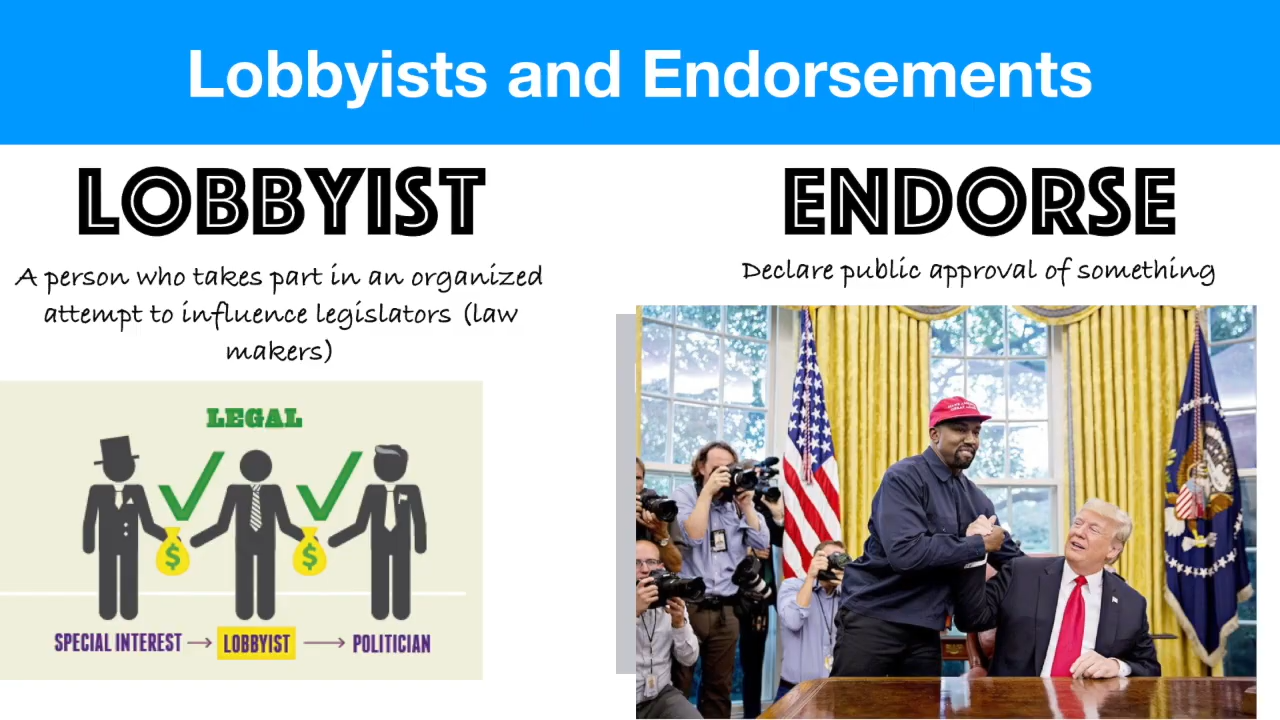 Lobbyists and Endorsements
LOBBYIST
A person who takes part in an organized
attempt to influence legislators (law
makers)
LEGAL
$
$
SPECIAL INTEREST → LOBBYIST → POLITICIAN
ENDORSE
Declare public approval of something